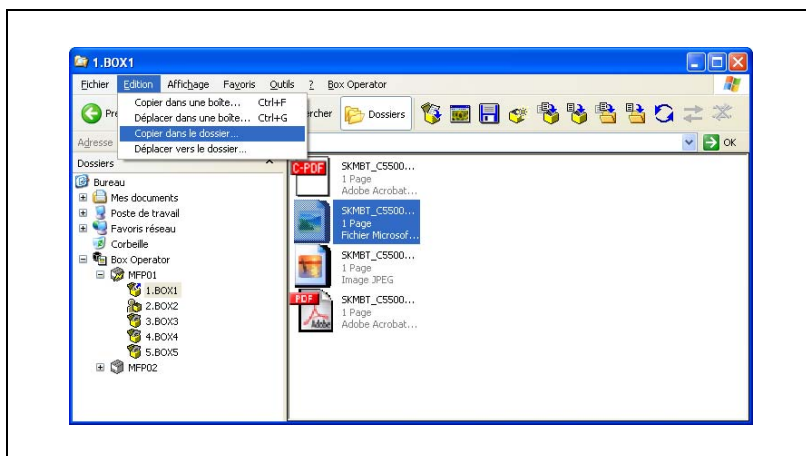 1.BOX1
Fichier Edition Affichage Favoris Outils ? Box Operator
Copier dans une boîte... Ctrl+F
Déplacer dans une boîte... Ctrl+G
Copier dans le dossier...
Déplacer vers le dossier...
Pré
rcher
Dossiers
Adresse
OK
Dossiers
Bureau
Mes documents
Poste de travail
Favoris réseau
Corbeille
Box Operator
MFP01
1.BOX1
2.BOX2
3.BOX3
4.BOX4
5.BOX5
MFP02
C-PDF
SKMBT_C5500...
1 Page
Adobe Acrobat...
SKMBT_C5500...
1 Page
Fichier Microsof...
SKMBT_C5500...
1 Page
Image JPEG
PDF
Adobe
SKMBT_C5500...
1 Page
Adobe Acrobat...